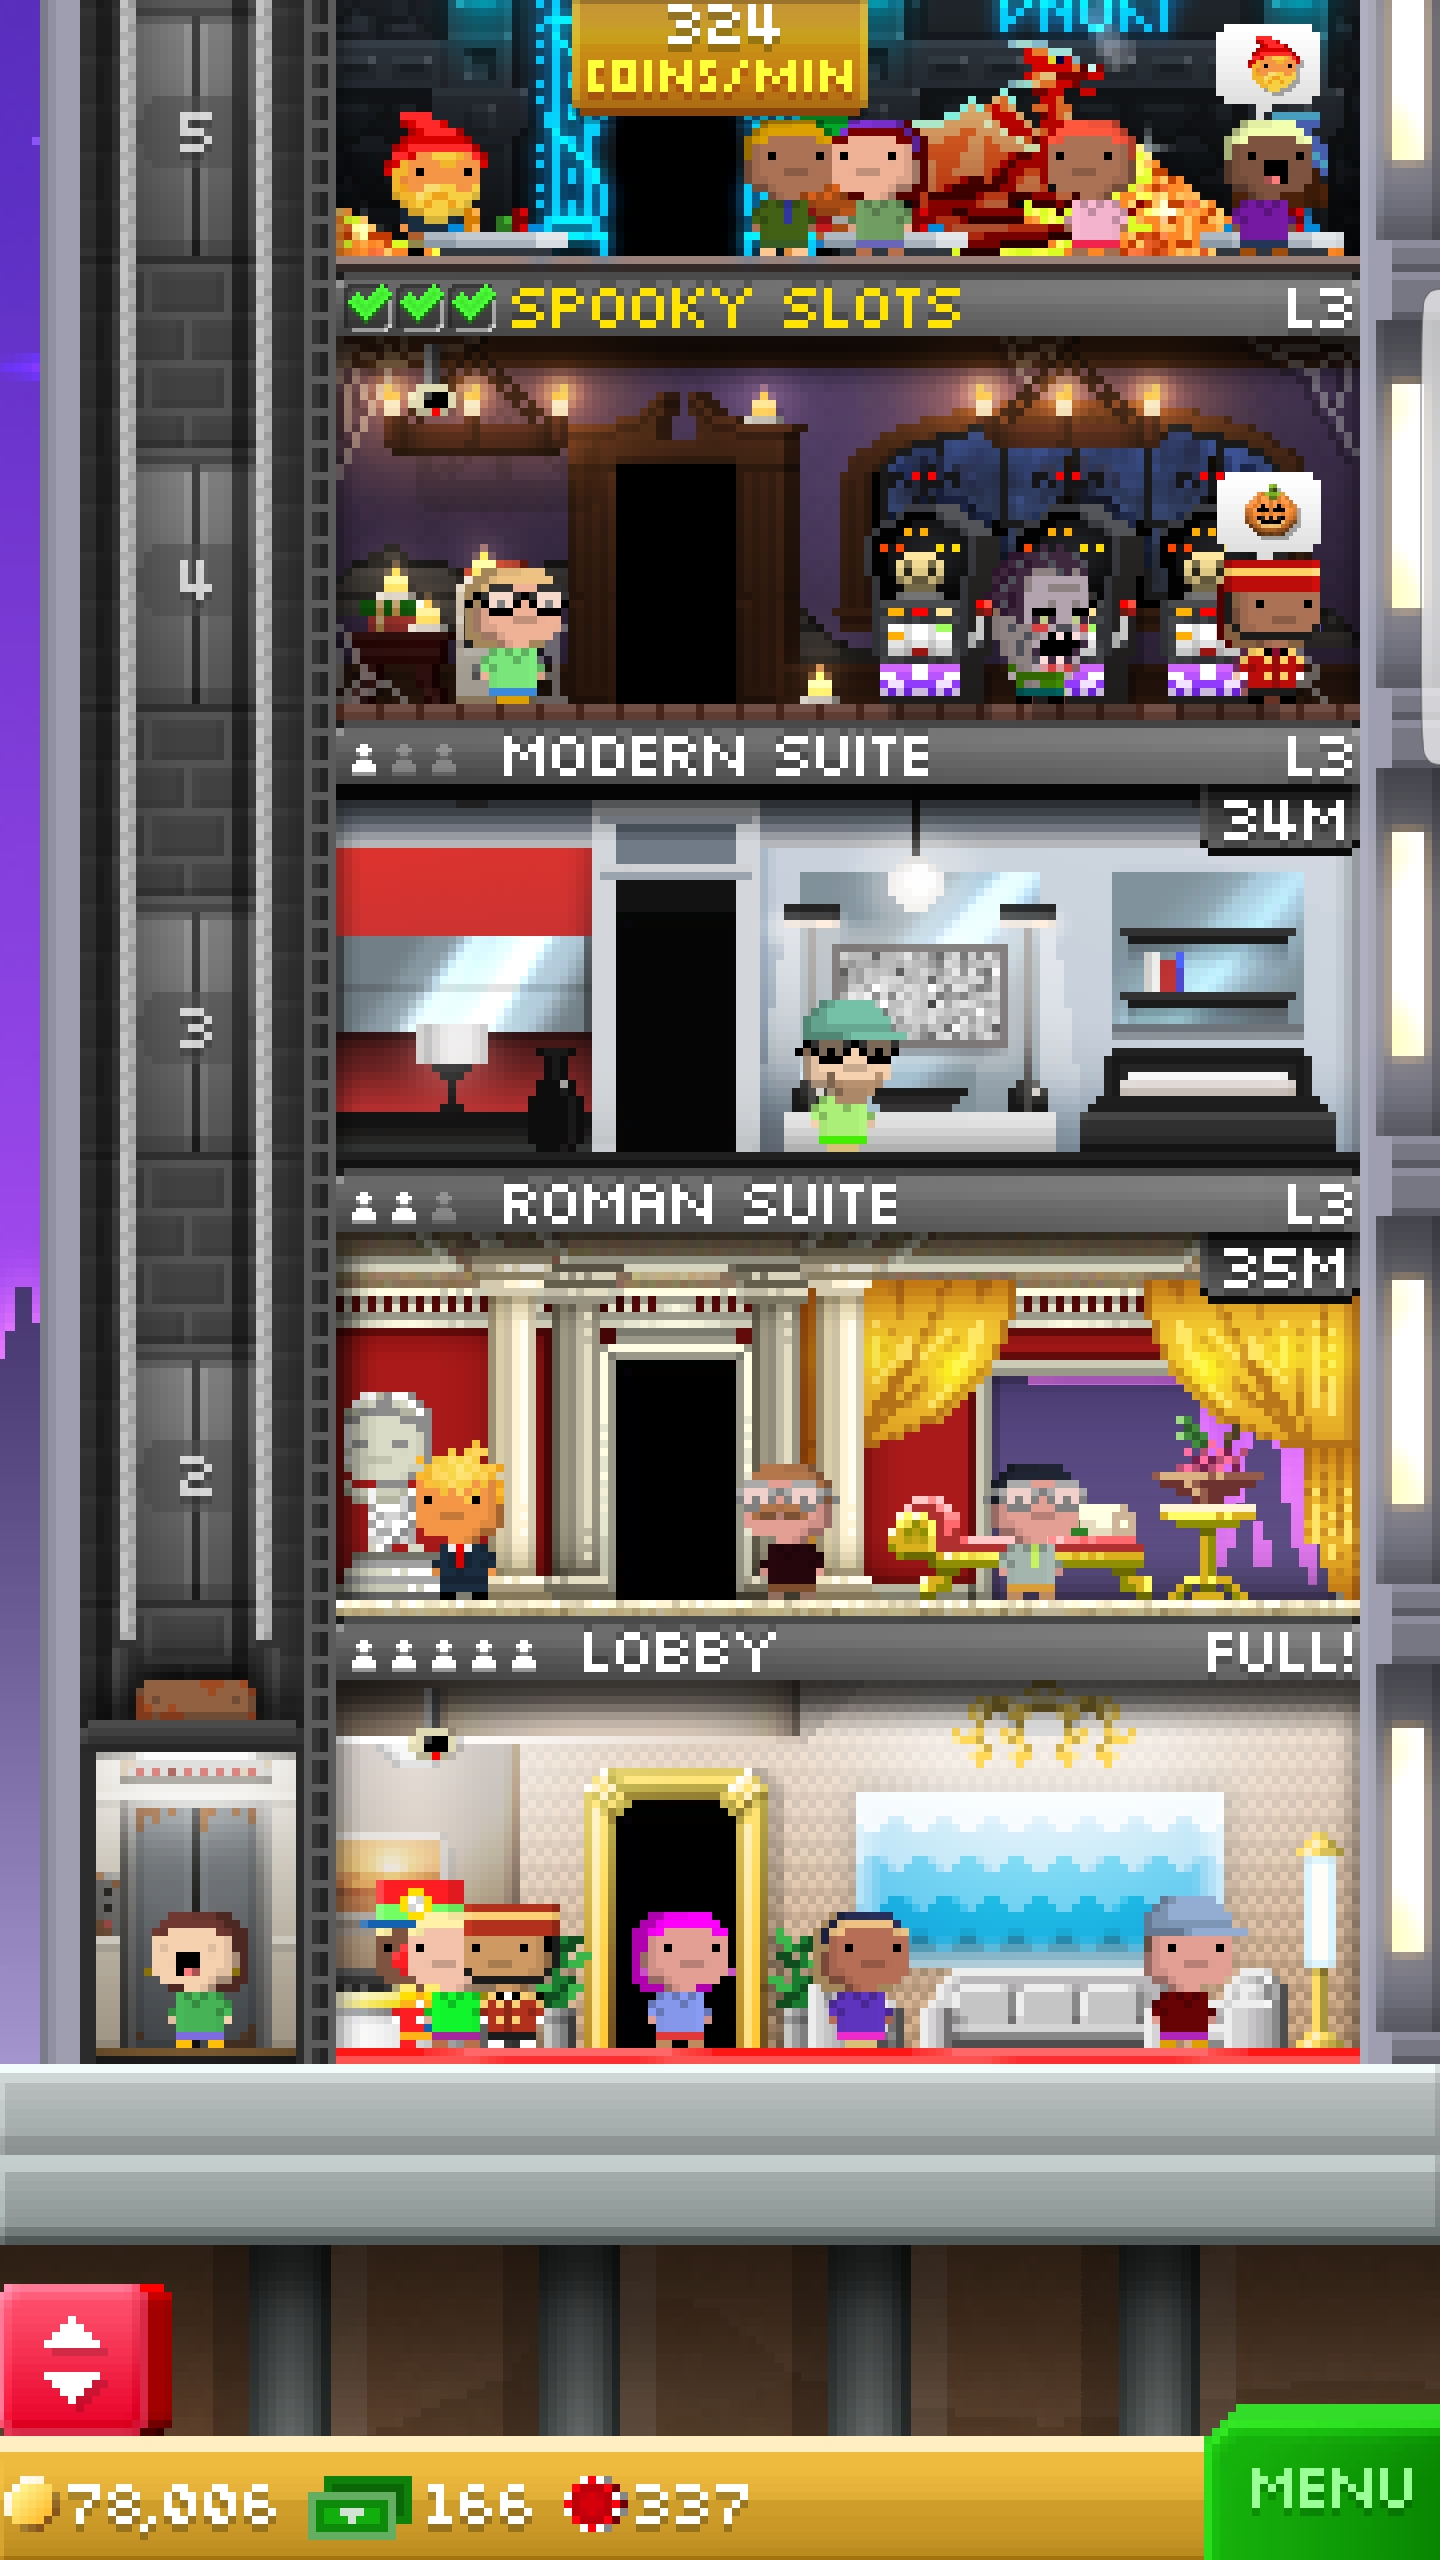 324
COINS/MIN
5
SPOOKY SLOTS L3
4
MODERN SUITE L3
34M
3
ROMAN SUITE L3
35M
2
LOBBY FULL!
78,006 166 337
MENU